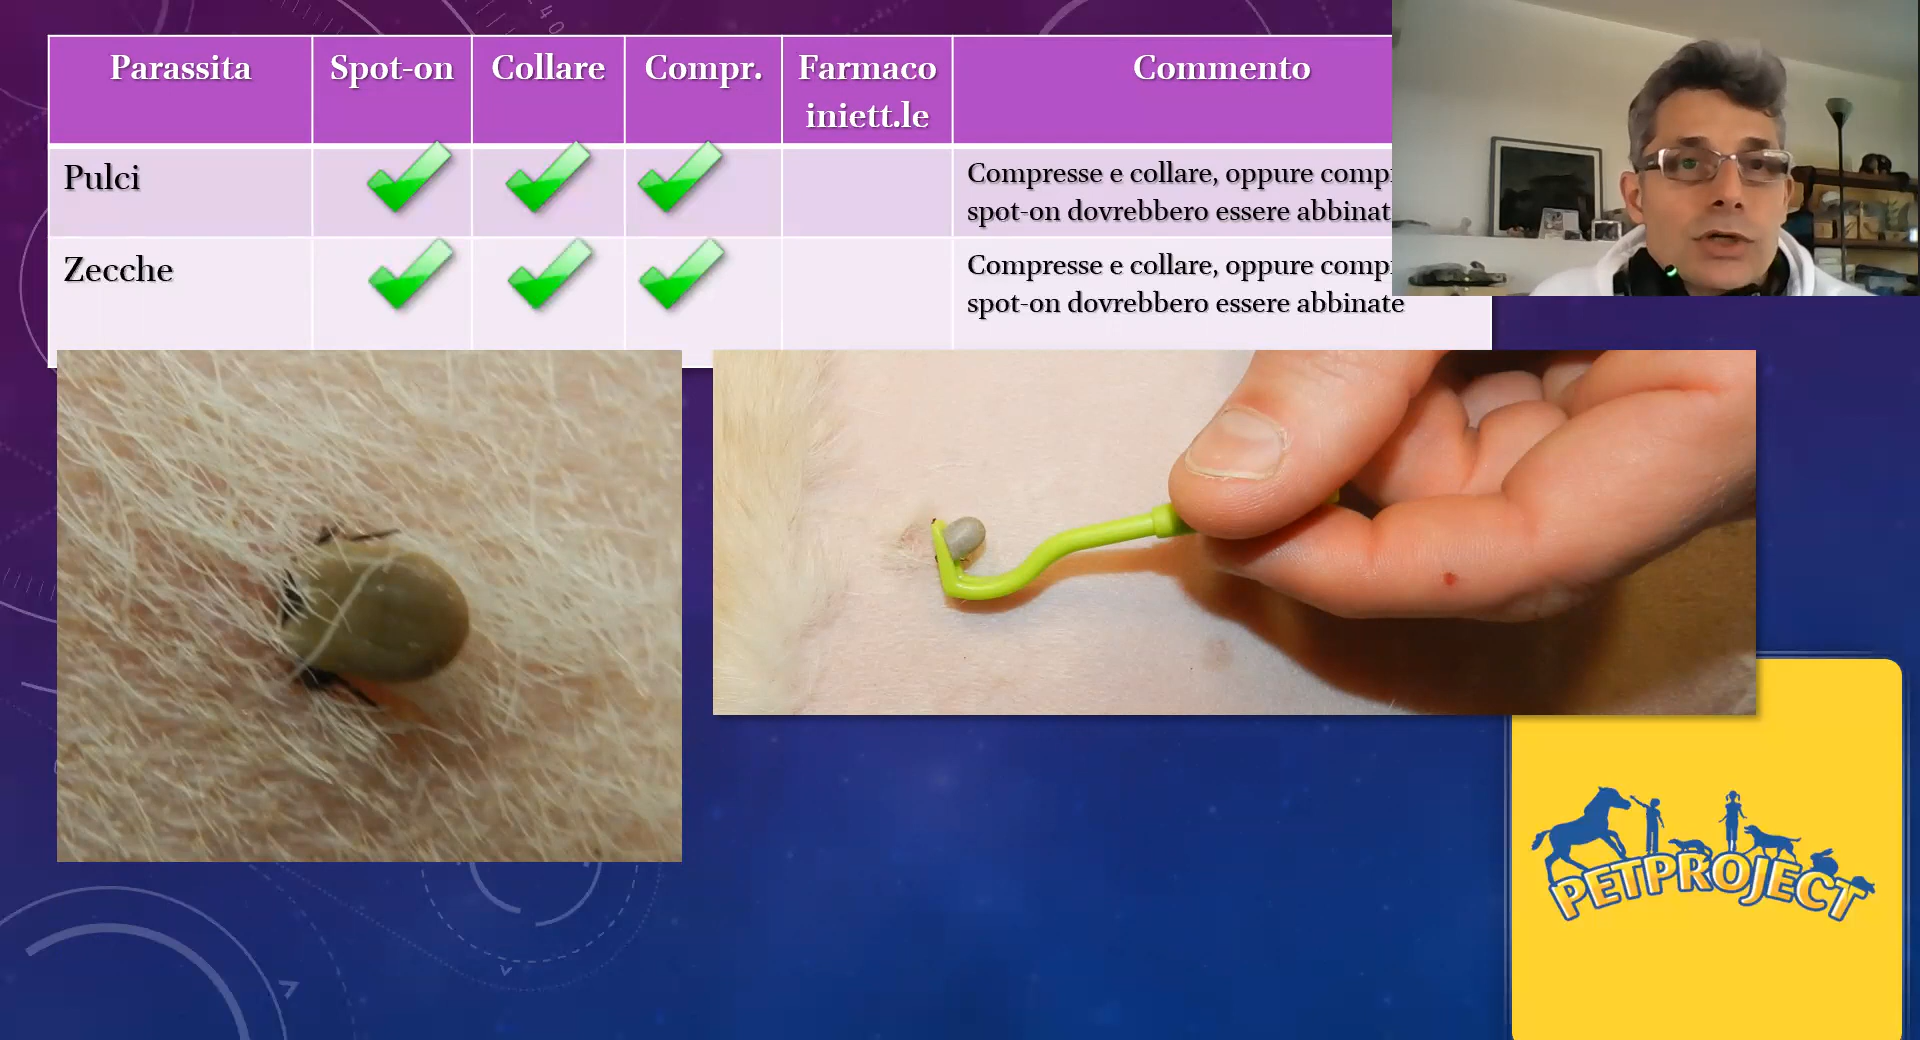 Parassita
Spot-on
Collare
Compr.
Farmaco
iniett.le
Commento
Pulci
Compresse e collare, oppure
spot-on dovrebbero essere
Zecche
Compresse e collare, oppure
spot-on dovrebbero essere abbinate
PETPROJECT
40